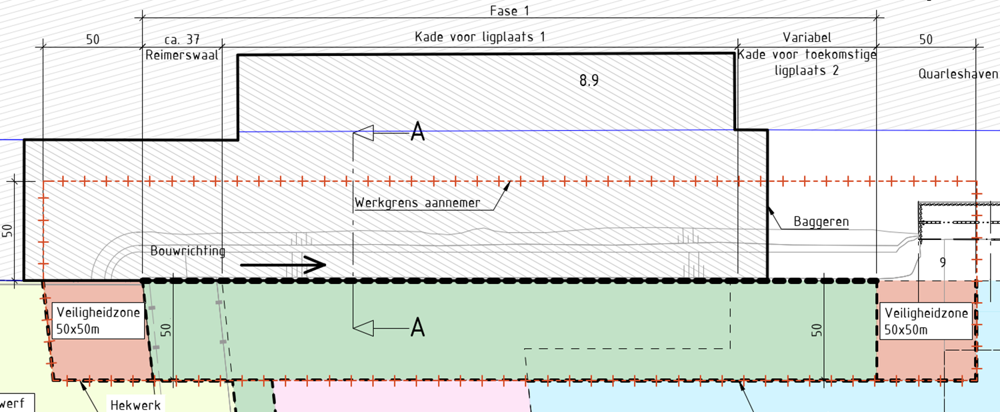 Fase 1
50
ca. 37
Reimerswaal
Kade voor ligplaats 1
Variabel
Kade voor toekomstige
ligplaats 2
50
Quarleshaven
8.9
A
Werkgrens aannemer
Baggeren
50
Bouwrichting
9
Veiligheidzone
50x50m
50
A
50
Veiligheidzone
50x50m
werf
Hekwerk